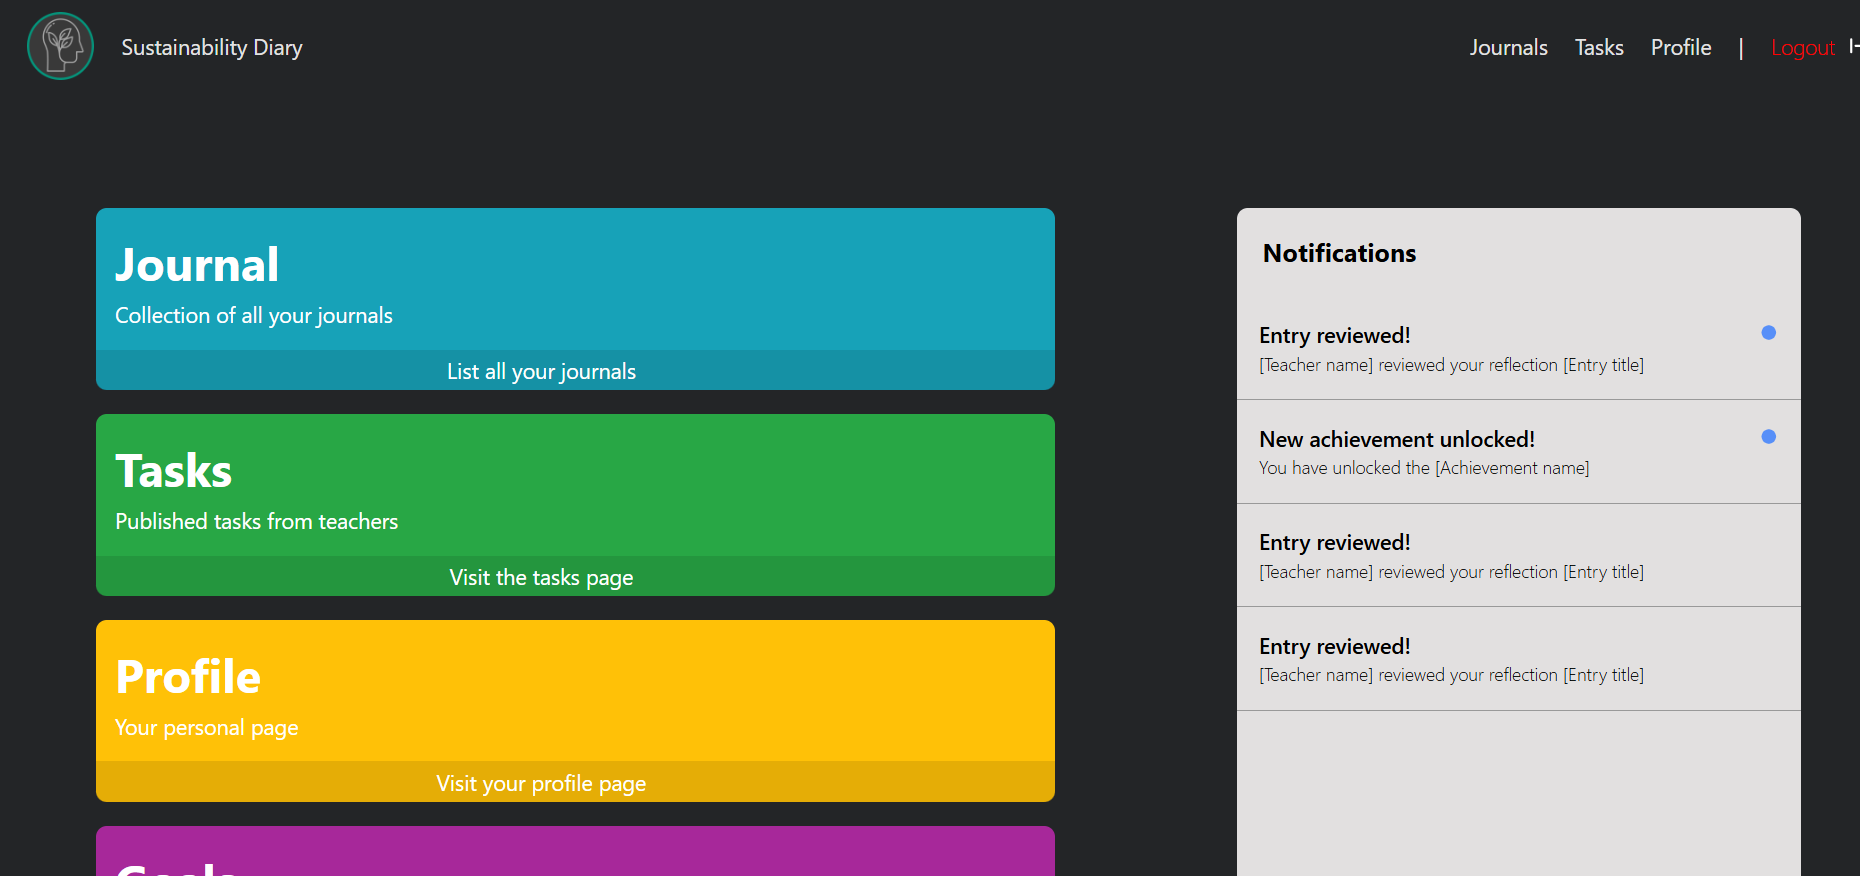 Sustainability Diary
Journals Tasks Profile | Logout
Journal
Collection of all your journals
List all your journals
Tasks
Published tasks from teachers
Visit the tasks page
Profile
Your personal page
Visit your profile page
Notifications
Entry reviewed!
[Teacher name] reviewed your reflection [Entry title]
New achievement unlocked!
You have unlocked the [Achievement name]
Entry reviewed!
[Teacher name] reviewed your reflection [Entry title]
Entry reviewed!
[Teacher name] reviewed your reflection [Entry title]